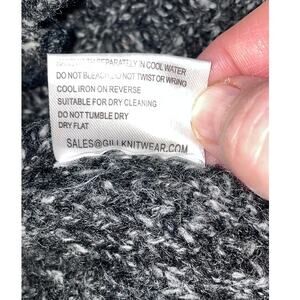 SEPARATELY IN COOL WATER
DO NOT BLEACH DO NOT TWIST OR WRING
COOL IRON ON REVERSE
SUITABLE FOR DRY CLEANING
DO NOT TUMBLE DRY
DRY FLAT
SALES@GILLKNITWEAR.COM